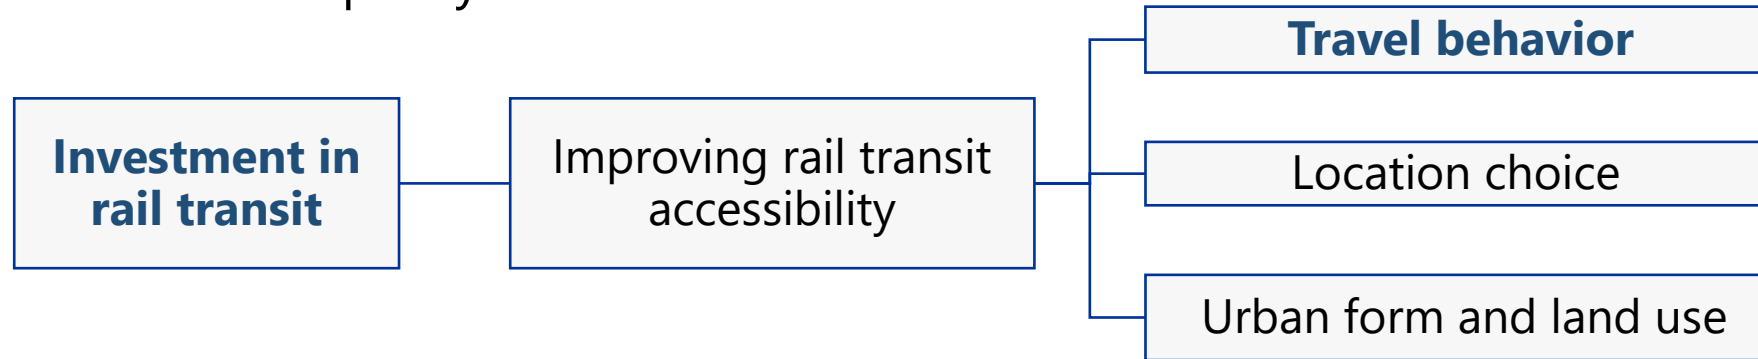 Investment in
rail transit
Improving rail transit
accessibility
Travel behavior
Location choice
Urban form and land use